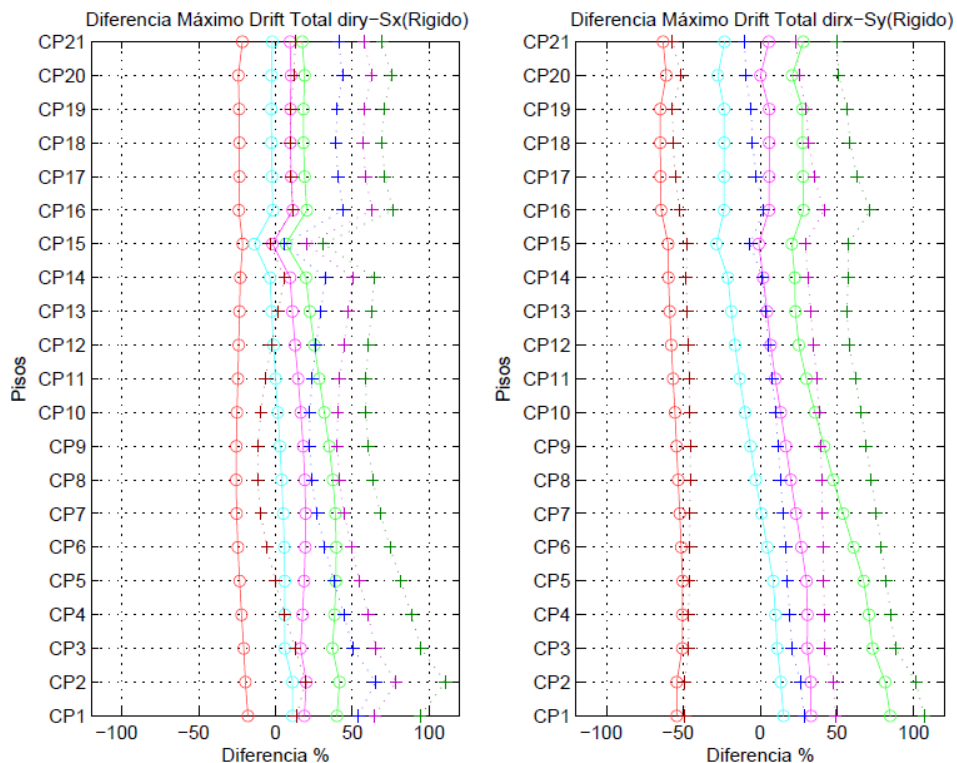 Diferencia Máximo Drift Total diry−Sx(Rigido)
CP21
CP20
CP19
CP18
CP17
CP16
CP15
CP14
CP13
CP12
CP11
CP10
CP9
CP8
CP7
CP6
CP5
CP4
CP3
CP2
CP1
Pisos
−100 −50 0 50 100
Diferencia %
Diferencia Máximo Drift Total dirx−Sy(Rigido)
CP21
CP20
CP19
CP18
CP17
CP16
CP15
CP14
CP13
CP12
CP11
CP10
CP9
CP8
CP7
CP6
CP5
CP4
CP3
CP2
CP1
Pisos
−100 −50 0 50 100
Diferencia %